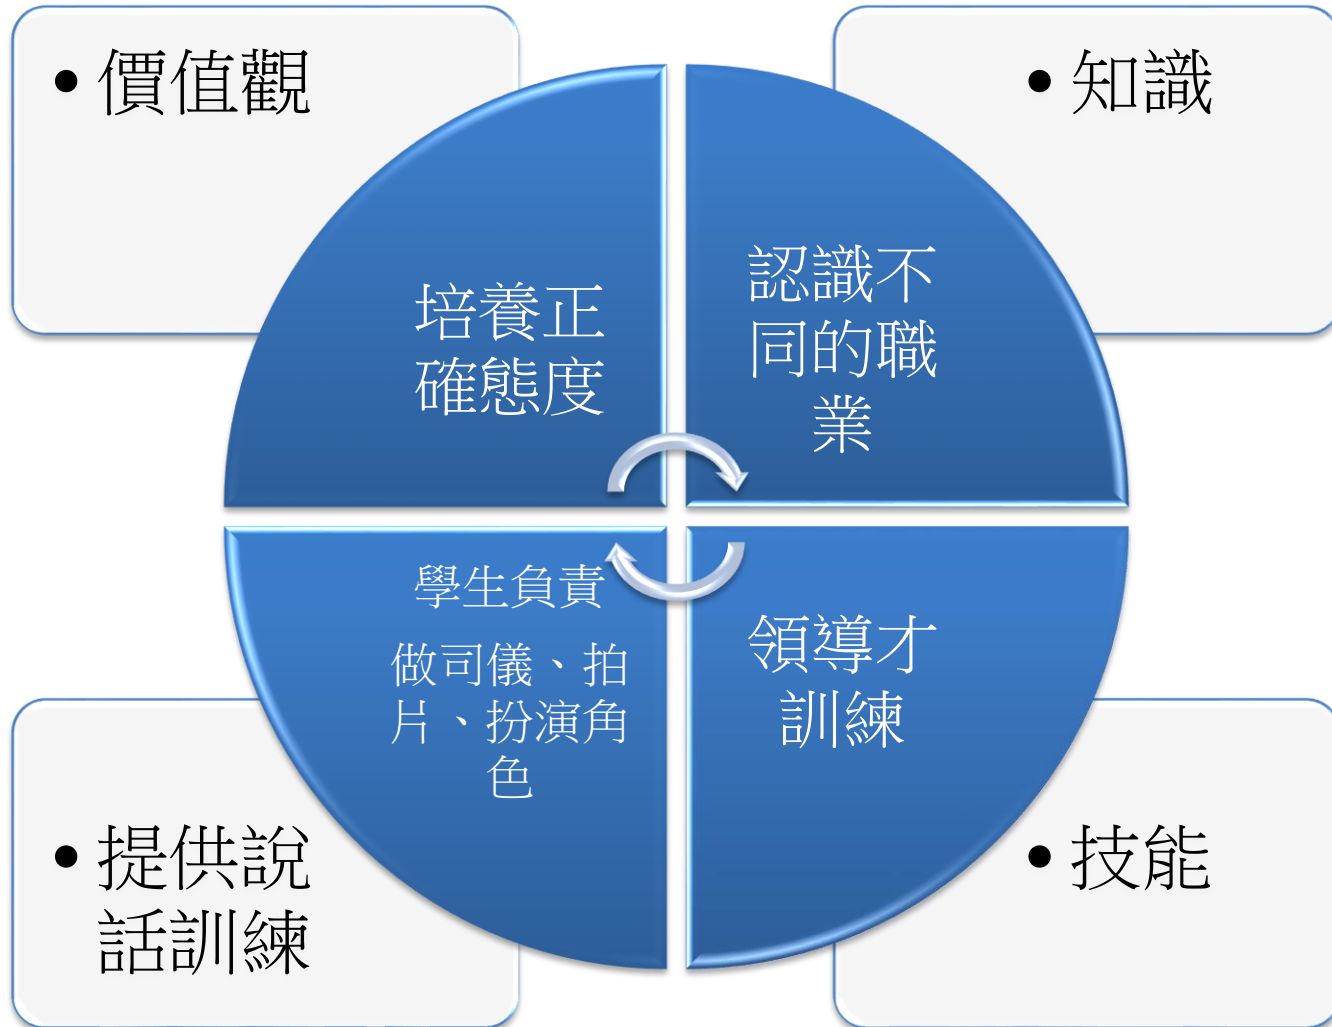 • 價值觀
• 知識
培養正
確態度
認識不
同的職
業
學生負責
做司儀、拍
片、扮演角
色
領導才
訓練
• 提供說
話訓練
• 技能